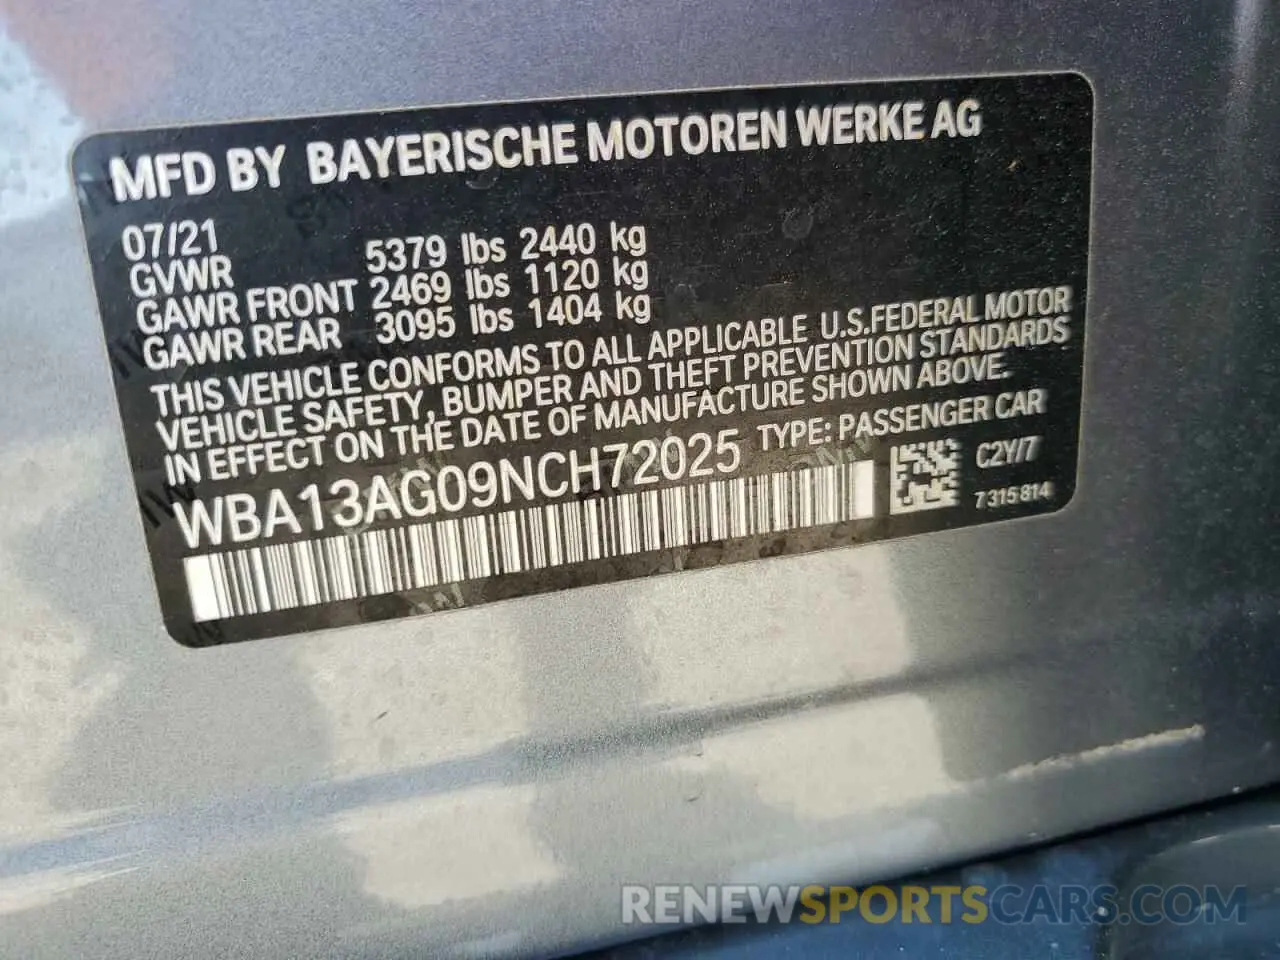 MFD BY BAYERISCHE MOTOREN WERKE AG
07/21
GVWR 5379 lbs 2440 kg
GAWR FRONT 2469 lbs 1120 kg
GAWR REAR 3095 lbs 1404 kg
THIS VEHICLE CONFORMS TO ALL APPLICABLE U.S.FEDERAL MOTOR
VEHICLE SAFETY, BUMPER AND THEFT PREVENTION STANDARDS
IN EFFECT ON THE DATE OF MANUFACTURE SHOWN ABOVE.
WBA13AG09NCH72025 TYPE: PASSENGER CAR
C2Y/7
7315814
RENEWSPORTSCARS.COM